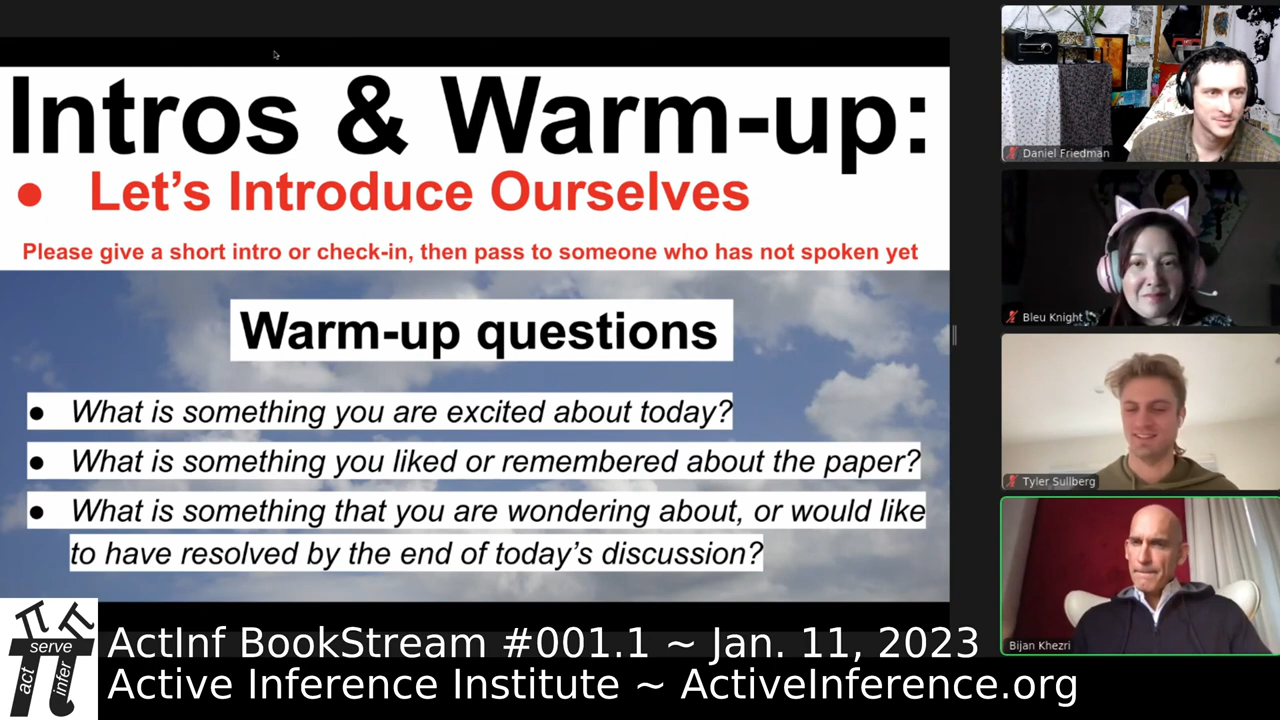 Intros & Warm-up:
● Let's Introduce Ourselves
Please give a short intro or check-in, then pass to someone who has not spoken yet
Warm-up questions
● What is something you are excited about today?
● What is something you liked or remembered about the paper?
● What is something that you are wondering about, or would like
to have resolved by the end of today's discussion?
Daniel Friedman
Bleu Knight
Tyler Sullberg
Bijan Khezri
serve
act
infer
ActInf BookStream #001.1 ~ Jan. 11, 2023
Active Inference Institute ~ ActiveInference.org